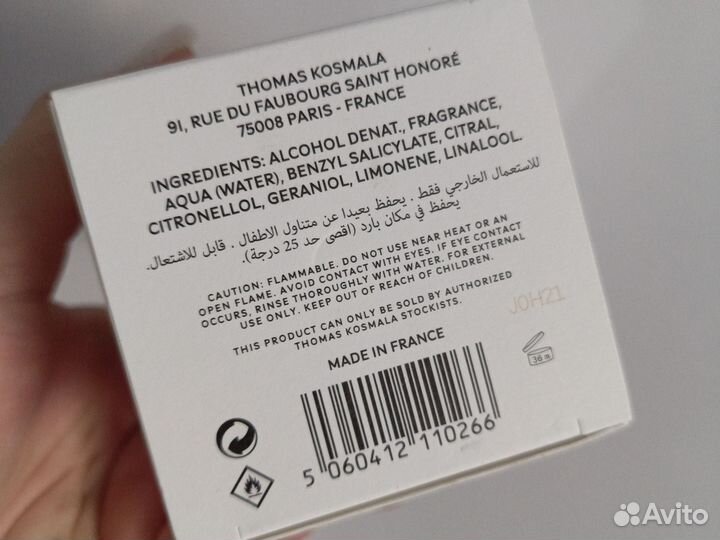 THOMAS KOSMALA
91, RUE DU FAUBOURG SAINT HONORÉ
75008 PARIS - FRANCE
INGREDIENTS: ALCOHOL DENAT., FRAGRANCE,
AQUA (WATER), BENZYL SALICYLATE, CITRAL,
CITRONELLOL, GERANIOL, LIMONENE, LINALOOL.
للاستعمال الخارجي فقط . يحفظ بعيدا عن متناول الاطفال . قابل للاشتعال.
يحفظ في مكان بارد (اقصى حد 25 درجة).
CAUTION: FLAMMABLE. DO NOT USE NEAR HEAT OR AN
OPEN FLAME. AVOID CONTACT WITH EYES. IF EYE CONTACT
OCCURS, RINSE THOROUGHLY WITH WATER. FOR EXTERNAL
USE ONLY. KEEP OUT OF REACH OF CHILDREN.
THIS PRODUCT CAN ONLY BE SOLD BY AUTHORIZED
THOMAS KOSMALA STOCKISTS.
J0H21
MADE IN FRANCE
36 m
5 060412 110266
Avito